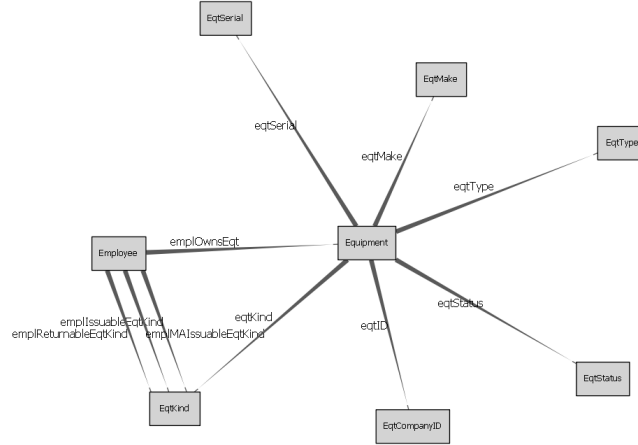 EqtSerial
EqtMake
eqtSerial
EqtType
eqtMake
eqtType
emplOwnsEqt
Equipment
Employee
eqtStatus
eqtKind
emplIssuableEqtKind
eqtID
emplReturnableEqtKind
emplMAIssuableEqtKind
EqtStatus
EqtKind
EqtCompanyID